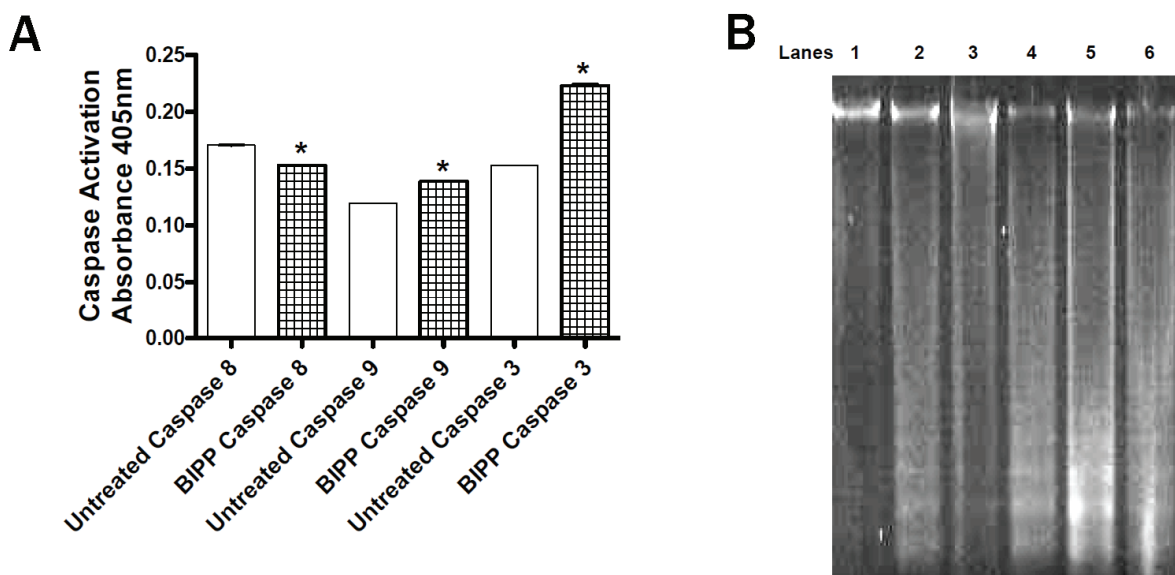 A
Caspase Activation
Absorbance 405nm
0.25
0.20
0.15
0.10
0.05
0.00
*
*
*
Untreated Caspase 8
BIPP Caspase 8
Untreated Caspase 9
BIPP Caspase 9
Untreated Caspase 3
BIPP Caspase 3
B
Lanes 1 2 3 4 5 6